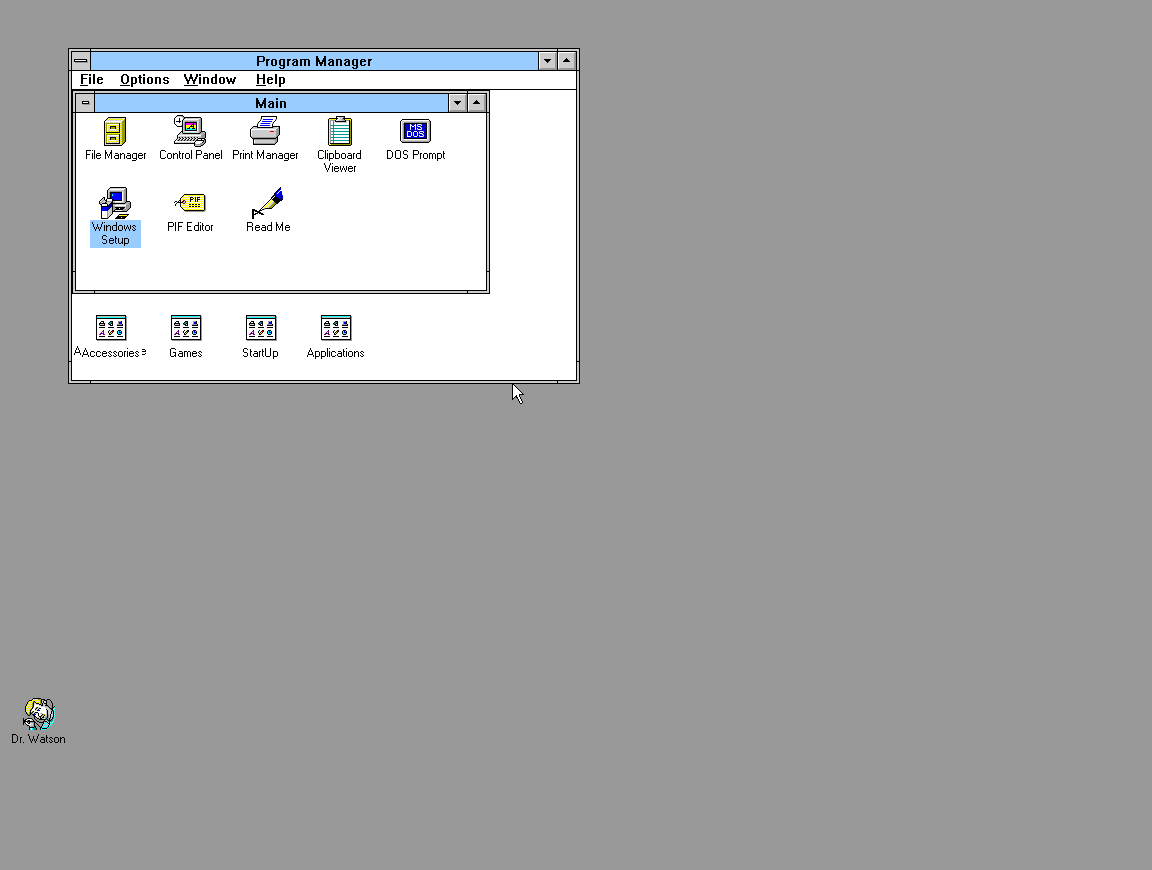 Program Manager
File Options Window Help
Main
File Manager Control Panel Print Manager Clipboard Viewer DOS Prompt
MS
DOS
Windows Setup PIF Editor Read Me
PIF
Accessories Games StartUp Applications
Dr. Watson